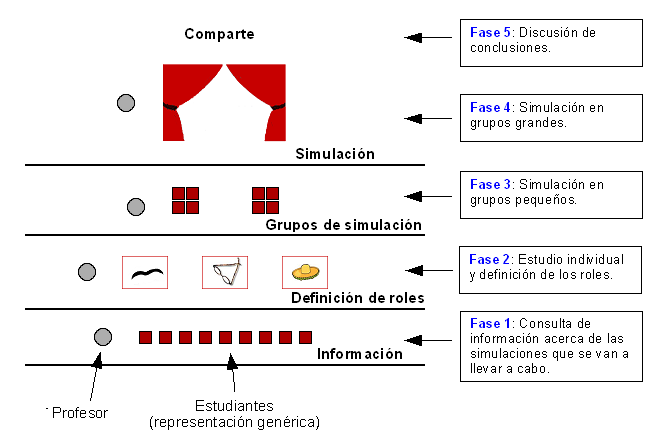 Comparte
Fase 5: Discusión de
conclusiones.
Fase 4: Simulación en
grupos grandes.
Simulación
Fase 3: Simulación en
grupos pequeños.
Grupos de simulación
Fase 2: Estudio individual
y definición de los roles.
Definición de roles
Fase 1: Consulta de
información acerca de las
simulaciones que se van a
llevar a cabo.
Información
Profesor
Estudiantes
(representación genérica)